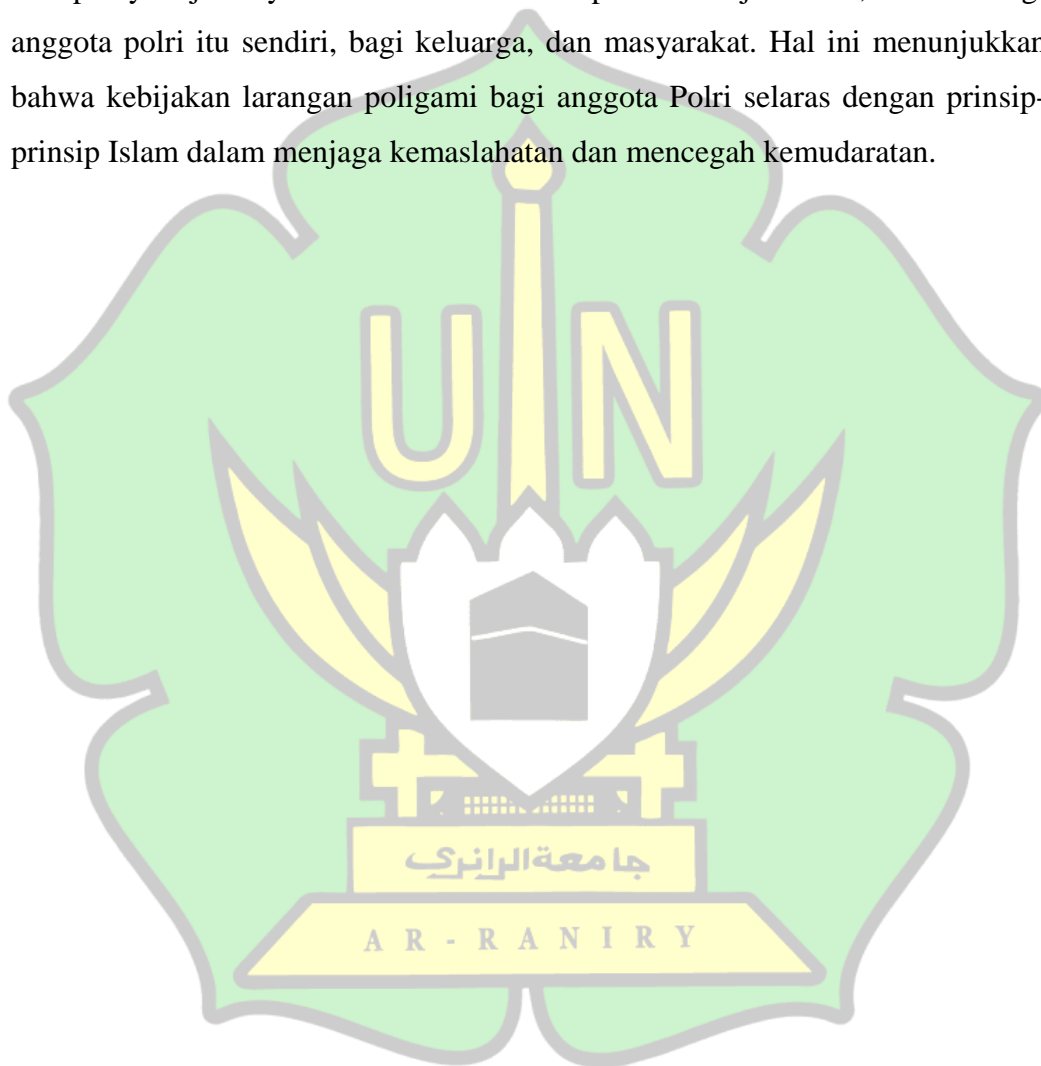 anggota polri itu sendiri, bagi keluarga, dan masyarakat. Hal ini menunjukkan
bahwa kebijakan larangan poligami bagi anggota Polri selaras dengan prinsip-
prinsip Islam dalam menjaga kemaslahatan dan mencegah kemudaratan.
U N
جامعةالرانري
AR-RANIRY